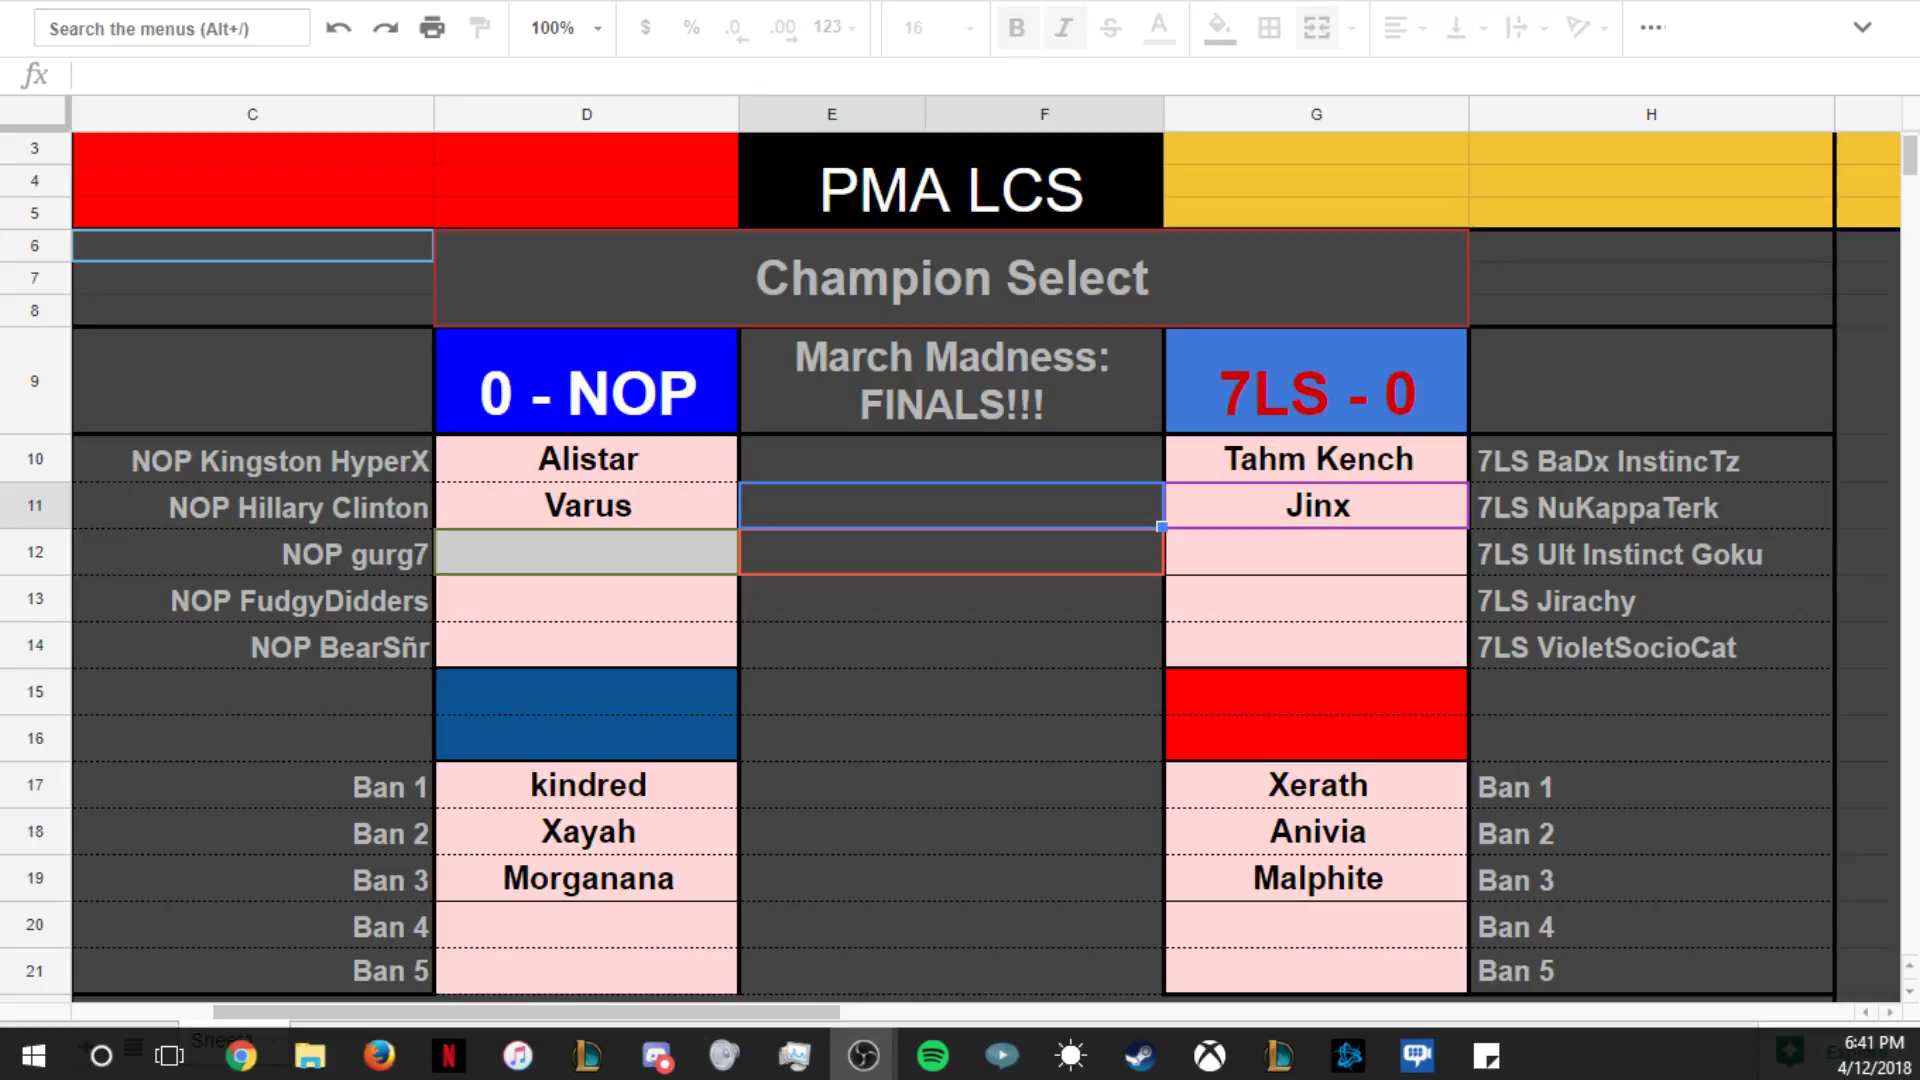 Search the menus (Alt+/)
100%
$ % .0 .00 123 16 B I S A
fx
C D E F G H
3
4 PMA LCS
5
6
7 Champion Select
8
9 0 - NOP March Madness: 7LS - 0
FINALS!!!
10 NOP Kingston HyperX Alistar Tahm Kench 7LS BaDx InstincTz
11 NOP Hillary Clinton Varus Jinx 7LS NuKappaTerk
12 NOP gurg7 7LS Ult Instinct Goku
13 NOP FudgyDidders 7LS Jirachy
14 NOP BearSñr 7LS VioletSocioCat
15
16
17 Ban 1 kindred Xerath Ban 1
18 Ban 2 Xayah Anivia Ban 2
19 Ban 3 Morganana Malphite Ban 3
20 Ban 4 Ban 4
21 Ban 5 Ban 5
6:41 PM
4/12/2018